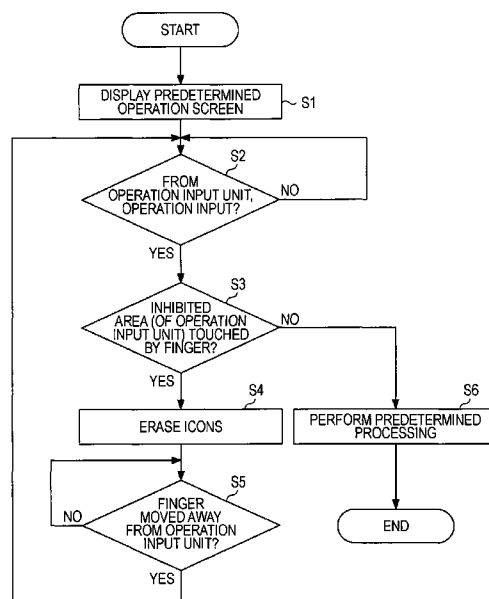 START
DISPLAY PREDETERMINED
OPERATION SCREEN
S1
S2
FROM
OPERATION INPUT UNIT,
OPERATION INPUT?
NO
YES
S3
INHIBITED
AREA (OF OPERATION
INPUT UNIT) TOUCHED
BY FINGER?
NO
YES
S4
ERASE ICONS
S6
PERFORM PREDETERMINED
PROCESSING
S5
FINGER
MOVED AWAY
FROM OPERATION
INPUT UNIT?
NO
YES
END